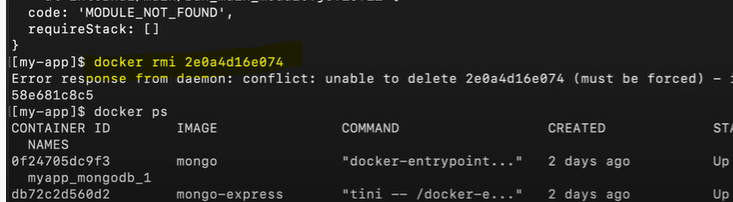 code: 'MODULE_NOT_FOUND',
requireStack: []
}
[my-app]$ docker rmi 2e0a4d16e074
Error response from daemon: conflict: unable to delete 2e0a4d16e074 (must be forced) -
58e681c8c5
[my-app]$ docker ps
CONTAINER ID IMAGE COMMAND CREATED STA
NAMES
0f24705dc9f3 mongo "docker-entrypoint..." 2 days ago Up
myapp_mongodb_1
db72c2d560d2 mongo-express "tini -- /docker-e..." 2 days ago Up